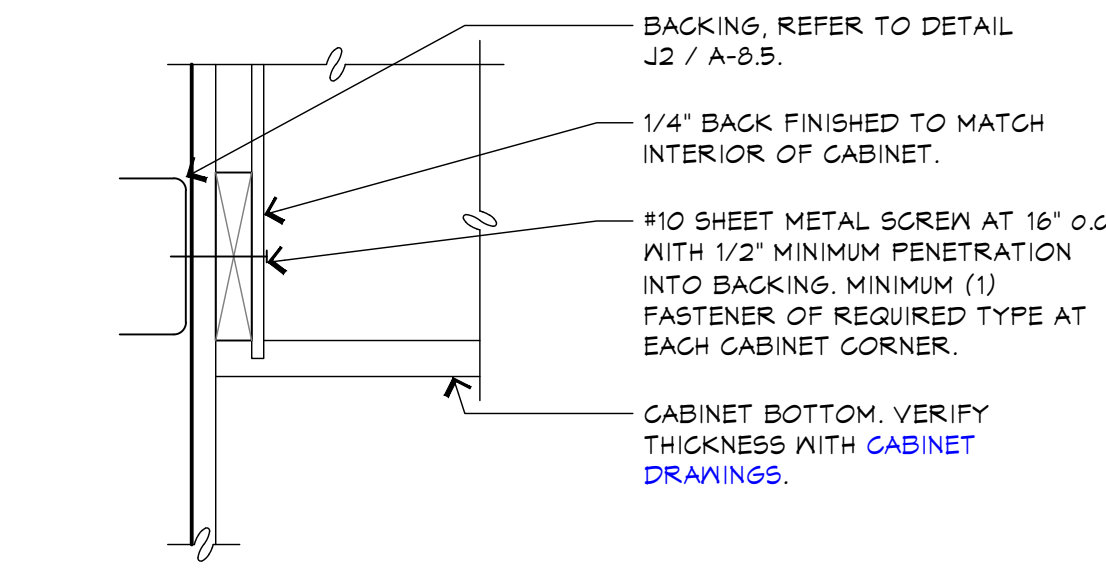 BACKING, REFER TO DETAIL
J2 / A-8.5.
1/4" BACK FINISHED TO MATCH
INTERIOR OF CABINET.
#10 SHEET METAL SCREW AT 16" O.C
WITH 1/2" MINIMUM PENETRATION
INTO BACKING. MINIMUM (1)
FASTENER OF REQUIRED TYPE AT
EACH CABINET CORNER.
CABINET BOTTOM. VERIFY
THICKNESS WITH CABINET
DRAWINGS.